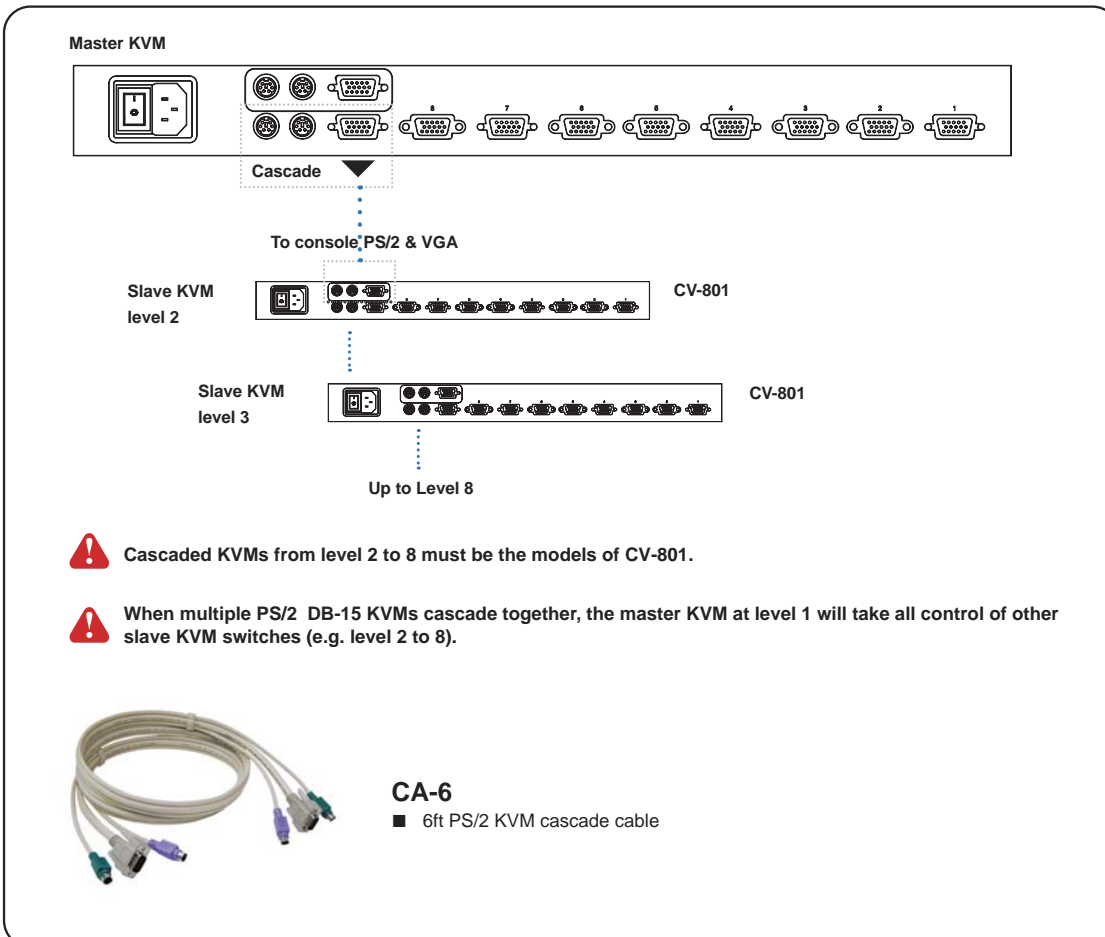 Master KVM
8 7 6 5 4 3 2 1
Cascade
To console PS/2 & VGA
Slave KVM
level 2
CV-801
Slave KVM
level 3
CV-801
Up to Level 8
Cascaded KVMs from level 2 to 8 must be the models of CV-801.
When multiple PS/2 DB-15 KVMs cascade together, the master KVM at level 1 will take all control of other
slave KVM switches (e.g. level 2 to 8).
CA-6
■ 6ft PS/2 KVM cascade cable